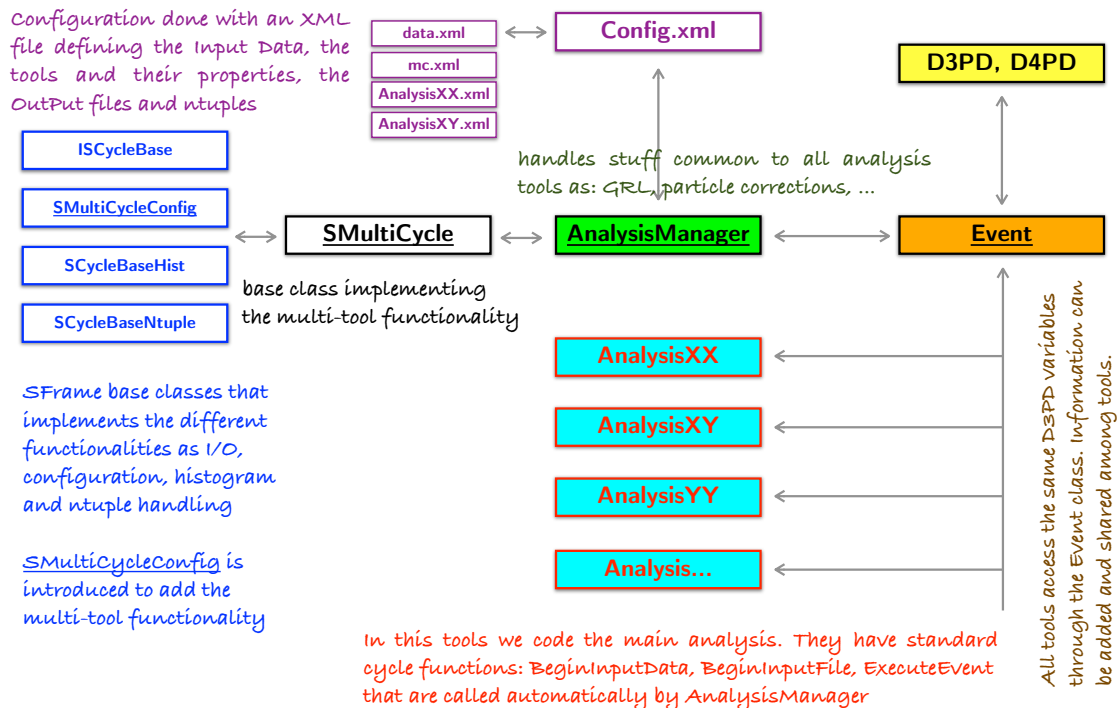 Configuration done with an XML
file defining the Input Data, the
tools and their properties, the
OutPut files and ntuples
data.xml
mc.xml
AnalysisXX.xml
AnalysisXY.xml
Config.xml
D3PD, D4PD
ISCycleBase
SMultiCycleConfig
SCycleBaseHist
SCycleBaseNtuple
handles stuff common to all analysis
tools as: GRL, particle corrections, ...
SMultiCycle
AnalysisManager
Event
base class implementing
the multi-tool functionality
AnalysisXX
AnalysisXY
AnalysisYY
Analysis...
SFrame base classes that
implements the different
functionalities as I/O,
configuration, histogram
and ntuple handling
SMultiCycleConfig is
introduced to add the
multi-tool functionality
In this tools we code the main analysis. They have standard
cycle functions: BeginInputData, BeginInputFile, ExecuteEvent
that are called automatically by AnalysisManager
All tools access the same D3PD variables
through the Event class. Information can
be added and shared among tools.